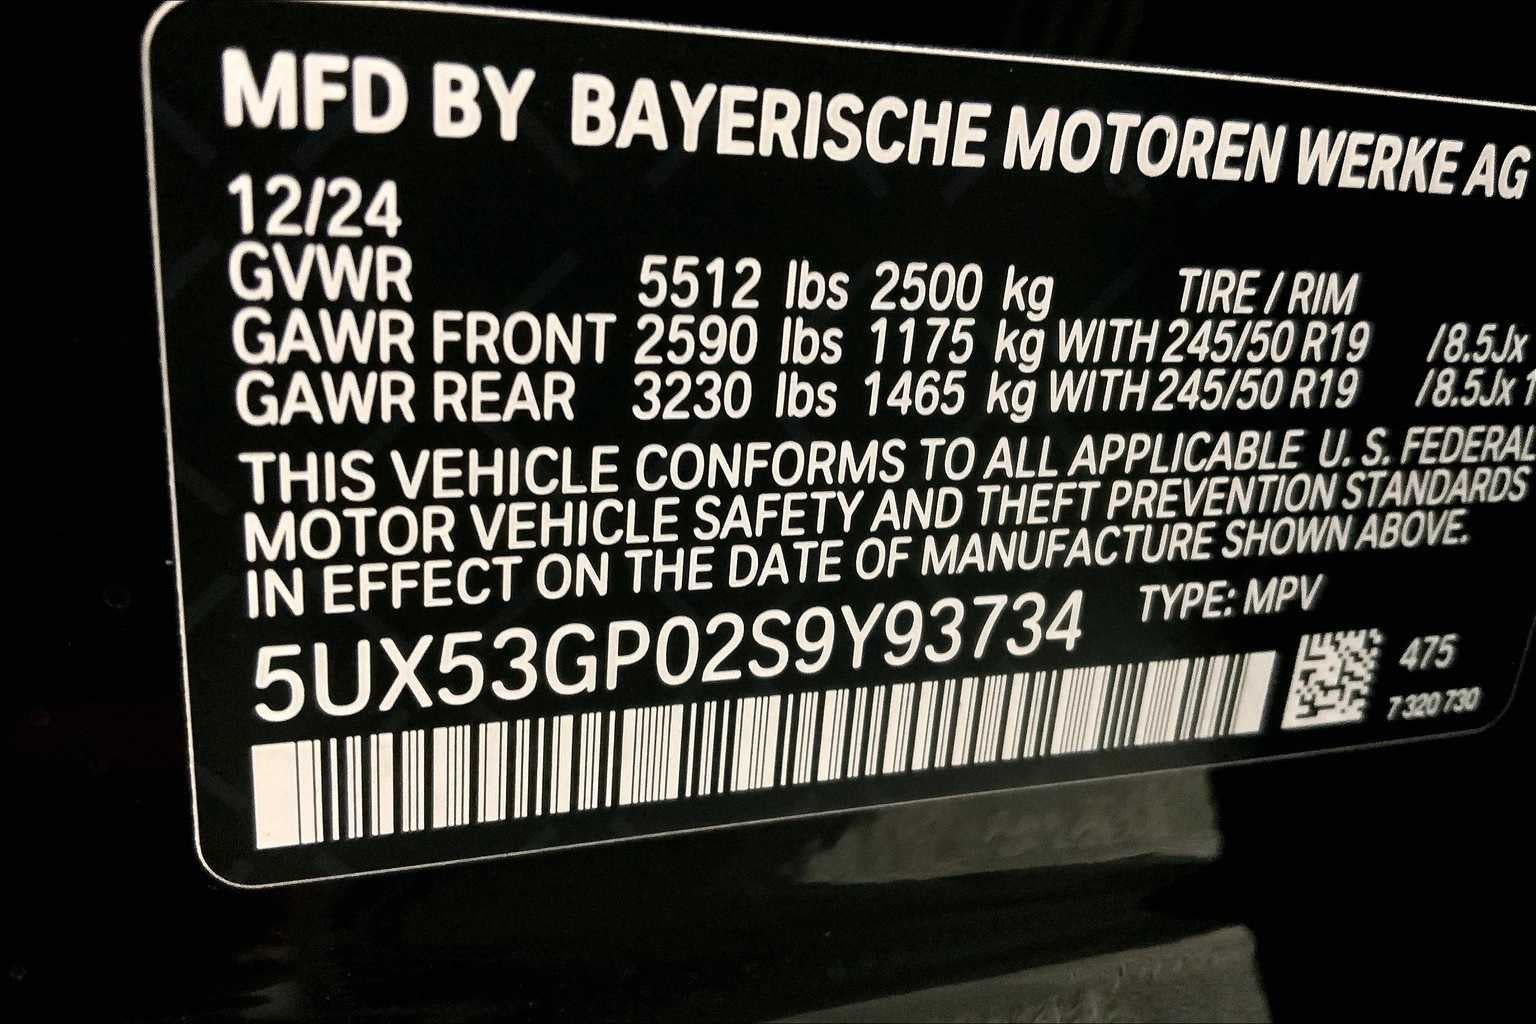 MFD BY BAYERISCHE MOTOREN WERKE AG
12/24
GVWR 5512 lbs 2500 kg TIRE / RIM
GAWR FRONT 2590 lbs 1175 kg WITH 245/50 R19 /8.5Jx
GAWR REAR 3230 lbs 1465 kg WITH 245/50 R19 /8.5Jx 1
THIS VEHICLE CONFORMS TO ALL APPLICABLE U. S. FEDERAL
MOTOR VEHICLE SAFETY AND THEFT PREVENTION STANDARDS
IN EFFECT ON THE DATE OF MANUFACTURE SHOWN ABOVE.
5UX53GP02S9Y93734 TYPE: MPV
475
7 320 730